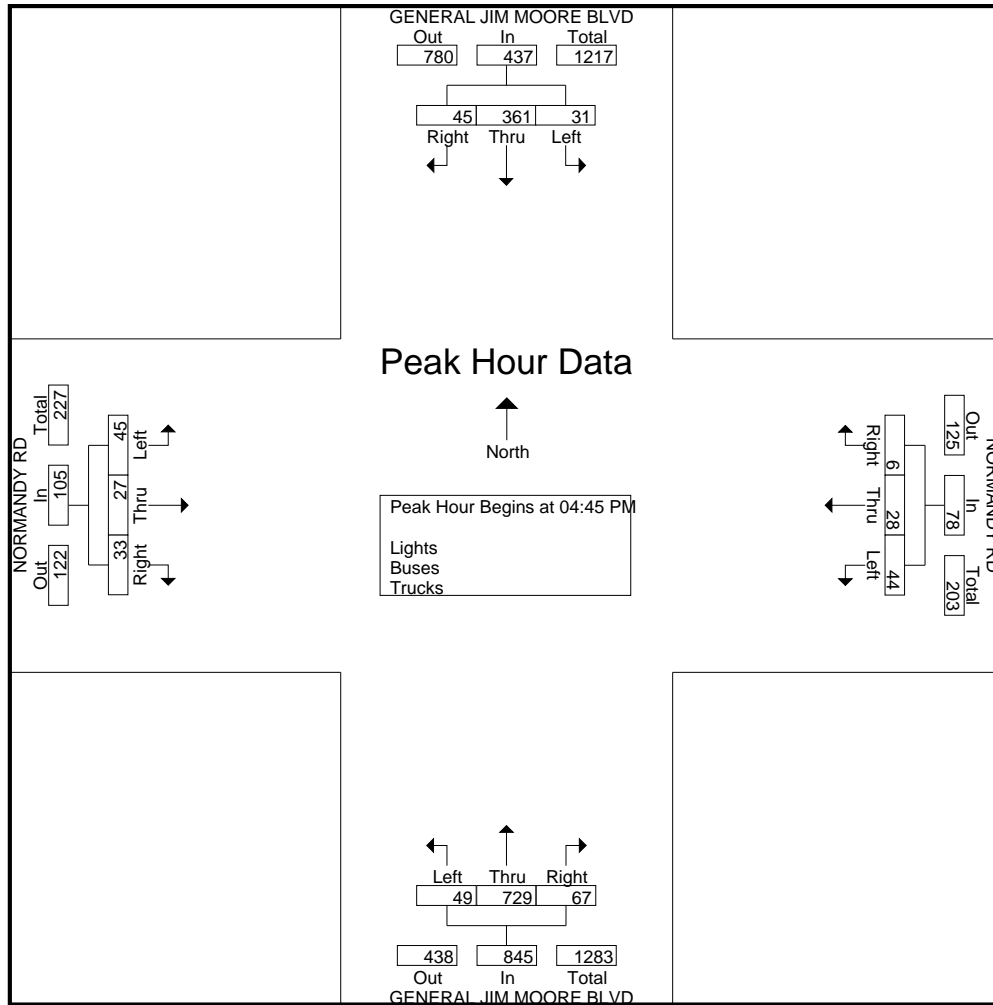 GENERAL JIM MOORE BLVD
Out In Total
780 437 1217
45 361 31
Right Thru Left
Peak Hour Data
North
Peak Hour Begins at 04:45 PM
Lights
Buses
Trucks
NORMANDY RD
Out In Total
122 105 227
33 27 45
Right Thru Left
NORMANDY RD
Out In Total
125 78 203
6 28 44
Right Thru Left
Left Thru Right
49 729 67
438 845 1283
Out In Total
GENERAL JIM MOORE BLVD